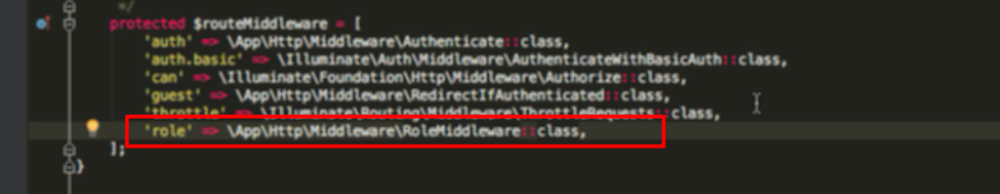 */
protected $routeMiddleware = [
'auth' => \App\Http\Middleware\Authenticate::class,
'auth.basic' => \Illuminate\Auth\Middleware\AuthenticateWithBasicAuth::class,
'can' => \Illuminate\Foundation\Http\Middleware\Authorize::class,
'guest' => \App\Http\Middleware\RedirectIfAuthenticated::class,
'throttle' => \Illuminate\Routing\Middleware\ThrottleRequests::class,
'role' => \App\Http\Middleware\RoleMiddleware::class,
];
}